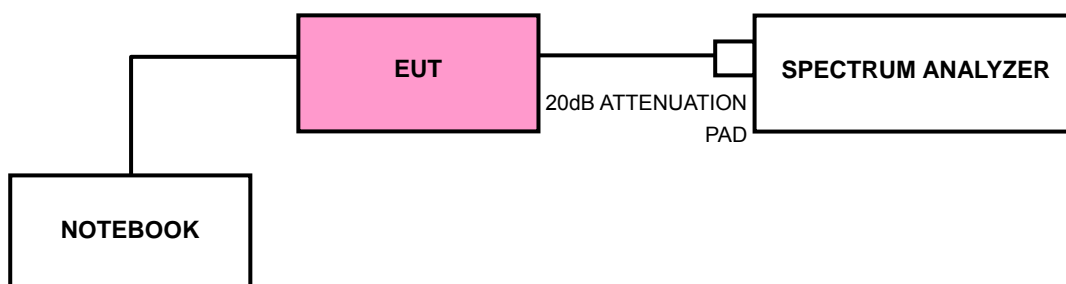 EUT
SPECTRUM ANALYZER
20dB ATTENUATION
PAD
NOTEBOOK